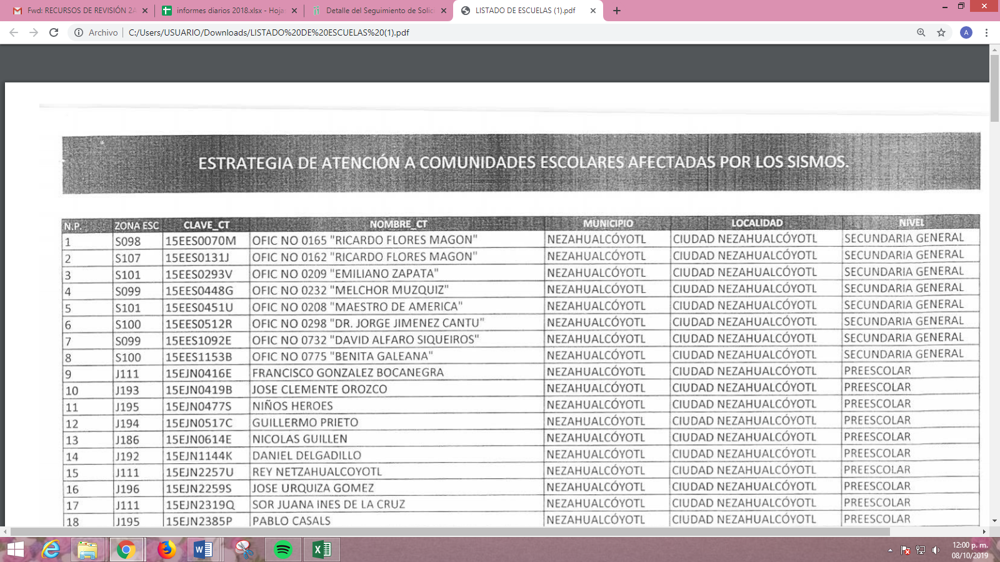 Fwd: RECURSOS DE REVISIÓN 2A
informes diarios 2018.xlsx - Hoja
Detalle del Seguimiento de Solic
LISTADO DE ESCUELAS (1).pdf
Archivo C:/Users/USUARIO/Downloads/LISTADO%20DE%20ESCUELAS%20(1).pdf
A
ESTRATEGIA DE ATENCIÓN A COMUNIDADES ESCOLARES AFECTADAS POR LOS SISMOS.
N.P. ZONA ESC CLAVE_CT NOMBRE_CT MUNICIPIO LOCALIDAD NIVEL
1 S098 15EES0070M OFIC NO 0165 "RICARDO FLORES MAGON" NEZAHUALCÓYOTL CIUDAD NEZAHUALCÓYOTL SECUNDARIA GENERAL
2 S107 15EES0131J OFIC NO 0162 "RICARDO FLORES MAGON" NEZAHUALCÓYOTL CIUDAD NEZAHUALCÓYOTL SECUNDARIA GENERAL
3 S101 15EES0293V OFIC NO 0209 "EMILIANO ZAPATA" NEZAHUALCÓYOTL CIUDAD NEZAHUALCÓYOTL SECUNDARIA GENERAL
4 S099 15EES0448G OFIC NO 0232 "MELCHOR MUZQUIZ" NEZAHUALCÓYOTL CIUDAD NEZAHUALCÓYOTL SECUNDARIA GENERAL
5 S101 15EES0451U OFIC NO 0208 "MAESTRO DE AMERICA" NEZAHUALCÓYOTL CIUDAD NEZAHUALCÓYOTL SECUNDARIA GENERAL
6 S100 15EES0512R OFIC NO 0298 "DR. JORGE JIMENEZ CANTU" NEZAHUALCÓYOTL CIUDAD NEZAHUALCÓYOTL SECUNDARIA GENERAL
7 S099 15EES1092E OFIC NO 0732 "DAVID ALFARO SIQUEIROS" NEZAHUALCÓYOTL CIUDAD NEZAHUALCÓYOTL SECUNDARIA GENERAL
8 S100 15EES1153B OFIC NO 0775 "BENITA GALEANA" NEZAHUALCÓYOTL CIUDAD NEZAHUALCÓYOTL SECUNDARIA GENERAL
9 J111 15EJN0416E FRANCISCO GONZALEZ BOCANEGRA NEZAHUALCÓYOTL CIUDAD NEZAHUALCÓYOTL PREESCOLAR
10 J193 15EJN0419B JOSE CLEMENTE OROZCO NEZAHUALCÓYOTL CIUDAD NEZAHUALCÓYOTL PREESCOLAR
11 J195 15EJN0477S NIÑOS HEROES NEZAHUALCÓYOTL CIUDAD NEZAHUALCÓYOTL PREESCOLAR
12 J194 15EJN0517C GUILLERMO PRIETO NEZAHUALCÓYOTL CIUDAD NEZAHUALCÓYOTL PREESCOLAR
13 J186 15EJN0614E NICOLAS GUILLEN NEZAHUALCÓYOTL CIUDAD NEZAHUALCÓYOTL PREESCOLAR
14 J192 15EJN1144K DANIEL DELGADILLO NEZAHUALCÓYOTL CIUDAD NEZAHUALCÓYOTL PREESCOLAR
15 J111 15EJN2257U REY NETZAHUALCOYOTL NEZAHUALCÓYOTL CIUDAD NEZAHUALCÓYOTL PREESCOLAR
16 J196 15EJN2259S JOSE URQUIZA GOMEZ NEZAHUALCÓYOTL CIUDAD NEZAHUALCÓYOTL PREESCOLAR
17 J111 15EJN2319Q SOR JUANA INES DE LA CRUZ NEZAHUALCÓYOTL CIUDAD NEZAHUALCÓYOTL PREESCOLAR
18 J195 15EJN2385P PABLO CASALS NEZAHUALCÓYOTL CIUDAD NEZAHUALCÓYOTL PREESCOLAR
12:00 p. m.
08/10/2019